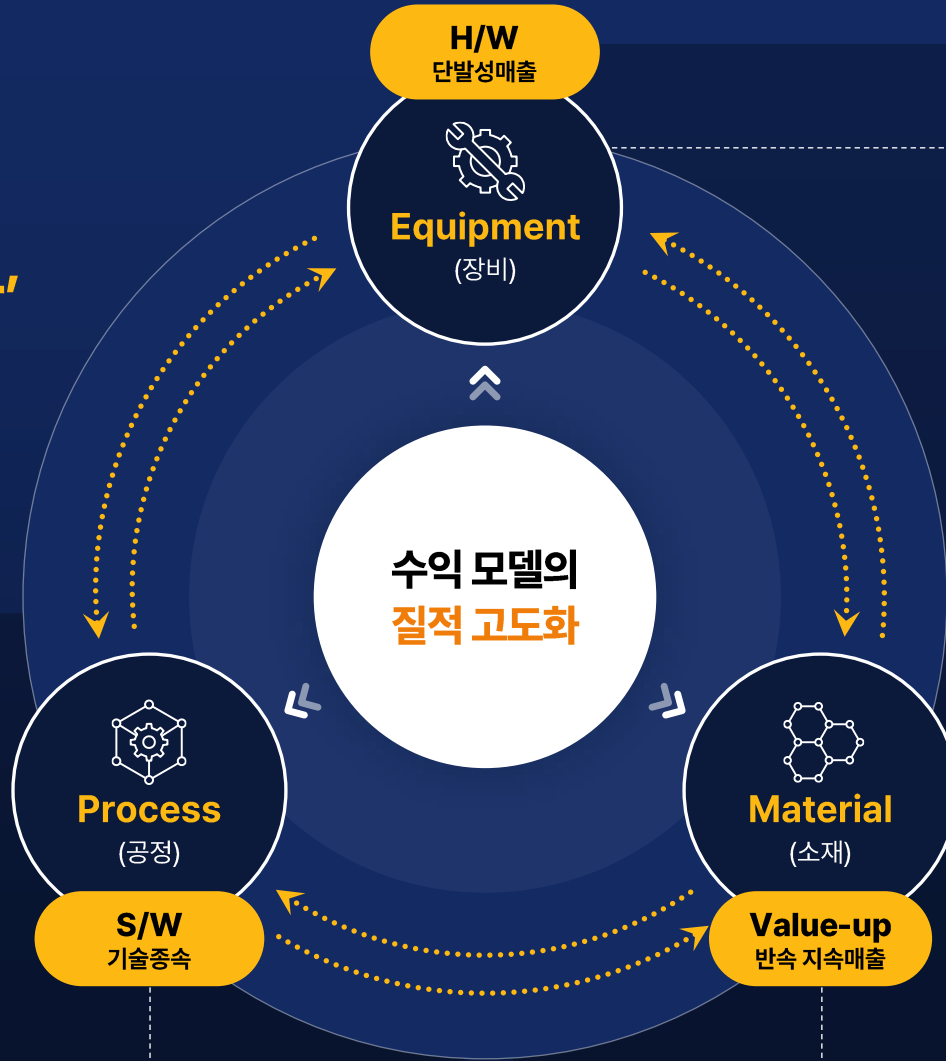 H/W
단발성매출
Equipment
(장비)
수익 모델의
질적 고도화
Process
(공정)
S/W
기술종속
Material
(소재)
Value-up
반속 지속매출